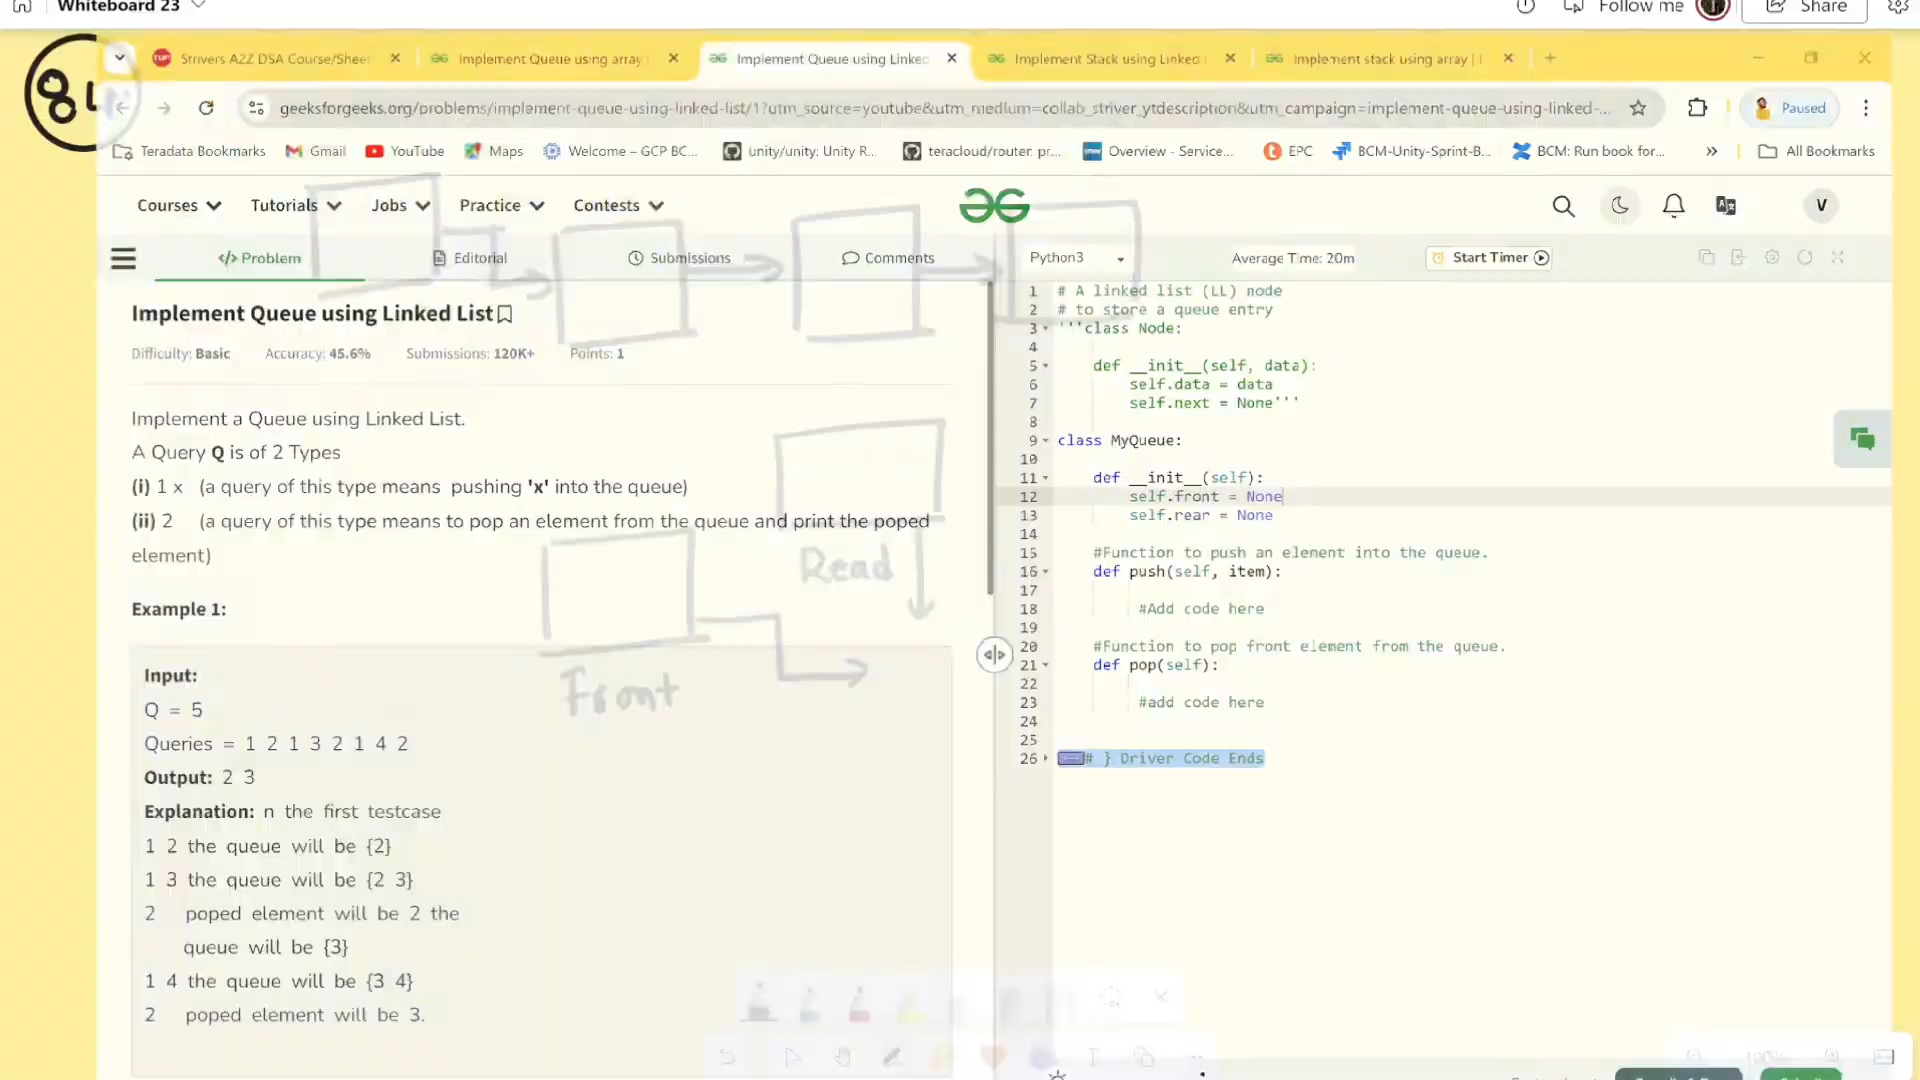 Whiteboard 23
Follow me
Share
84
Strivers A2Z DSA Course/Shee
Implement Queue using array
Implement Queue using Linked
Implement Stack using Linked
Implement stack using array |
geeksforgeeks.org/problems/implement-queue-using-linked-list/1?utm_source=youtube&utm_medium=collab_striver_ytdescription&utm_campaign=implement-queue-using-linked-...
Paused
Teradata Bookmarks
Gmail
YouTube
Maps
Welcome – GCP BC...
unity/unity: Unity R...
teracloud/router: pr...
Overview - Service...
EPC
BCM-Unity-Sprint-B...
BCM: Run book for...
All Bookmarks
Courses
Tutorials
Jobs
Practice
Contests
V
</> Problem
Editorial
Submissions
Comments
Python3
Average Time: 20m
Start Timer
Implement Queue using Linked List
Difficulty: Basic Accuracy: 45.6% Submissions: 120K+ Points: 1
Implement a Queue using Linked List.
A Query Q is of 2 Types
(i) 1 x (a query of this type means pushing 'x' into the queue)
(ii) 2 (a query of this type means to pop an element from the queue and print the poped
element)
Example 1:
Input:
Q = 5
Queries = 1 2 1 3 2 1 4 2
Output: 2 3
Explanation: n the first testcase
1 2 the queue will be {2}
1 3 the queue will be {2 3}
2 poped element will be 2 the
queue will be {3}
1 4 the queue will be {3 4}
2 poped element will be 3.
Read
Front
1 # A linked list (LL) node
2 # to store a queue entry
3 '''class Node:
4
5 def __init__(self, data):
6 self.data = data
7 self.next = None'''
8
9 class MyQueue:
10
11 def __init__(self):
12 self.front = None
13 self.rear = None
14
15 #Function to push an element into the queue.
16 def push(self, item):
17
18 #Add code here
19
20 #Function to pop front element from the queue.
21 def pop(self):
22
23 #add code here
24
25
26 # } Driver Code Ends